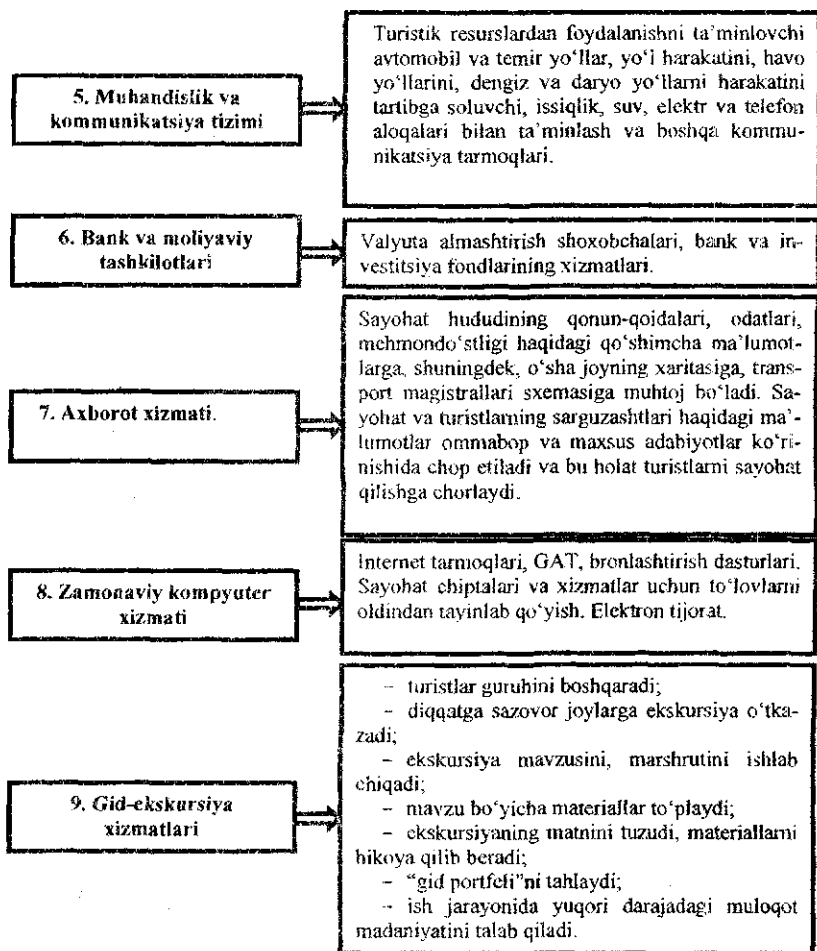 Turistik resurslardan foydalanishni ta’minlovchi
avtomobil va temir yo‘llar, yo‘l harakatini, havo
yo‘llarini, dengiz va daryo yo‘llarni harakatini
tartibga soluvchi, issiqlik, suv, elektr va telefon
aloqalari bilan ta’minlash va boshqa kommu-
nikatsiya tarmoqlari.
5. Muhandislik va
kommunikatsiya tizimi
6. Bank va moliyaviy
tashkilotlari
Valyuta almashtirish shoxobchalari, bank va in-
vestitsiya fondlarining xizmatlari.
7. Axborot xizmati.
Sayohat hududining qonun-qoidalari, odatlari,
mehmondo‘stligi haqidagi qo‘shimcha ma’lumot-
larga, shuningdek, o‘sha joyning xaritasiga, trans-
port magistrallari sxemasiga muhtoj bo‘ladi. Sa-
yohat va turistlarning sarguzashtlari haqidagi ma’-
lumotlar ommabop va maxsus adabiyotlar ko‘ri-
nishida chop etiladi va bu holat turistlarni sayohat
qilishga chorlaydi.
8. Zamonaviy kompyuter
xizmati
Internet tarmoqlari, GAT, bronlashtirish dasturlari.
Sayohat chiptalari va xizmatlar uchun to‘lovlarni
oldindan tayinlab qo‘yish. Elektron tijorat.
9. Gid-ekskursiya
xizmatlari
– turistlar guruhini boshqaradi;
– diqqatga sazovor joylarga ekskursiya o‘tka-
zadi;
– ekskursiya mavzusini, marshrutini ishlab
chiqadi;
– mavzu bo‘yicha materiallar to‘playdi;
– ekskursiyaning matnini tuzudi, materiallarni
hikoya qilib beradi;
– “gid portfeli”ni tahlaydi;
– ish jarayonida yuqori darajadagi muloqot
madaniyatini talab qiladi.